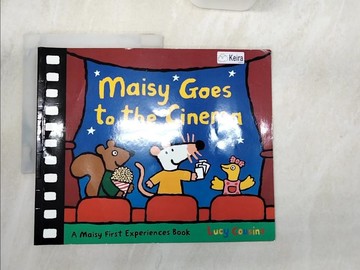 Keira
Maisy Goes
to the Cinema
A Maisy First Experiences Book Lucy Cousins